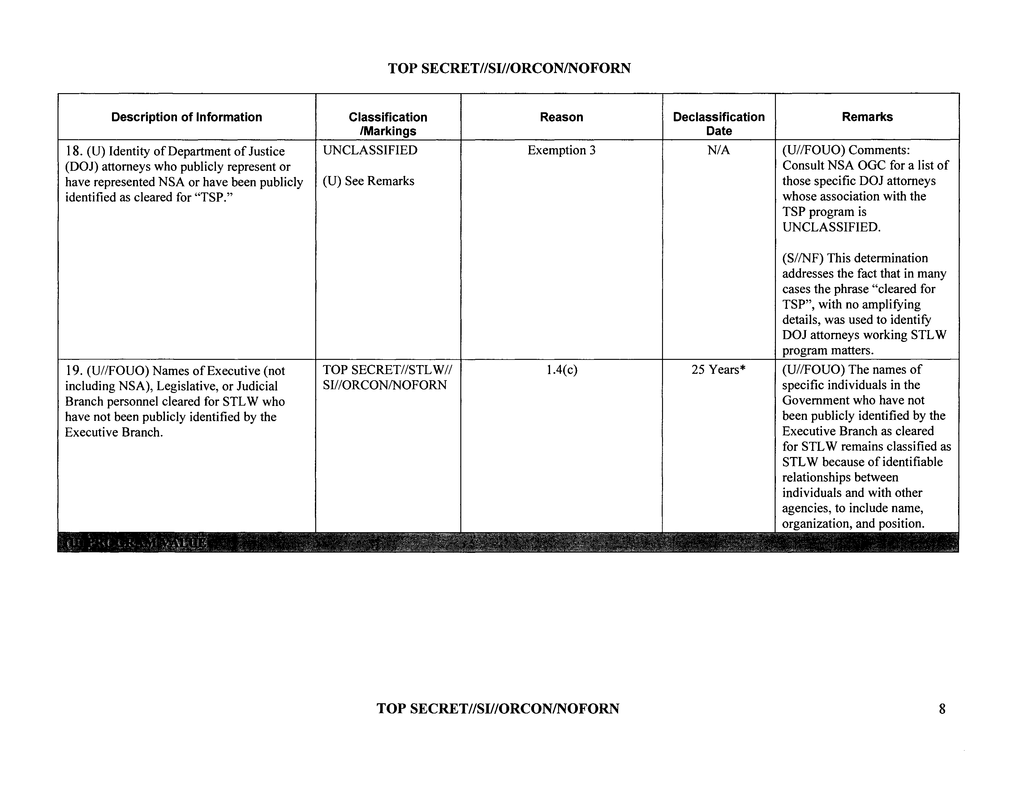 TOP SECRET//SI//ORCON/NOFORN
Description of Information
Classification
/Markings
Reason
Declassification
Date
Remarks
18. (U) Identity of Department of Justice
(DOJ) attorneys who publicly represent or
have represented NSA or have been publicly
identified as cleared for “TSP.”
UNCLASSIFIED
(U) See Remarks
Exemption 3
N/A
(U//FOUO) Comments:
Consult NSA OGC for a list of
those specific DOJ attorneys
whose association with the
TSP program is
UNCLASSIFIED.
(S//NF) This determination
addresses the fact that in many
cases the phrase “cleared for
TSP”, with no amplifying
details, was used to identify
DOJ attorneys working STLW
program matters.
19. (U//FOUO) Names of Executive (not
including NSA), Legislative, or Judicial
Branch personnel cleared for STLW who
have not been publicly identified by the
Executive Branch.
TOP SECRET//STLW//
SI//ORCON/NOFORN
1.4(c)
25 Years*
(U//FOUO) The names of
specific individuals in the
Government who have not
been publicly identified by the
Executive Branch as cleared
for STLW remains classified as
STLW because of identifiable
relationships between
individuals and with other
agencies, to include name,
organization, and position.
(U) PROGRAM VALUE
TOP SECRET//SI//ORCON/NOFORN
8